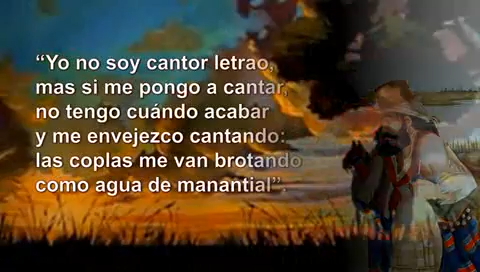 “Yo no soy cantor letrao,
mas si me pongo a cantar,
no tengo cuándo acabar
y me envejezco cantando:
las coplas me van brotando
como agua de manantial”.